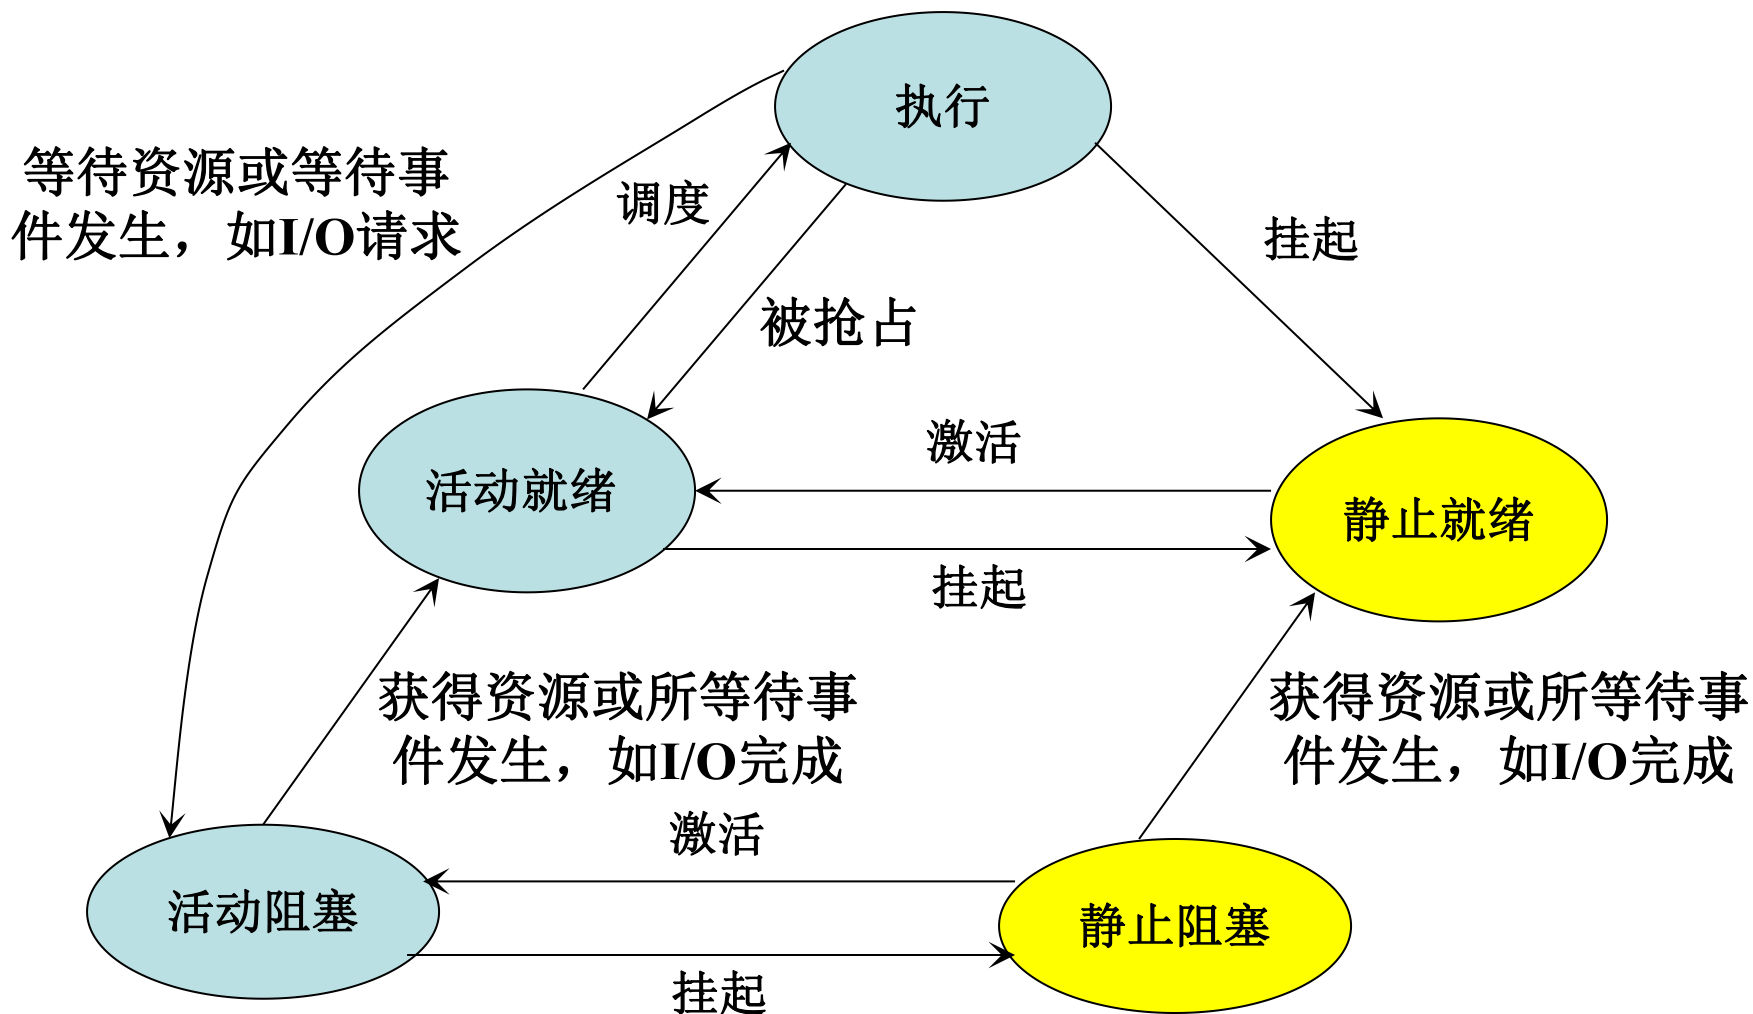 执行
等待资源或等待事
件发生，如I/O请求
调度
挂起
被抢占
激活
活动就绪
静止就绪
挂起
获得资源或所等待事
件发生，如I/O完成
获得资源或所等待事
件发生，如I/O完成
激活
活动阻塞
静止阻塞
挂起